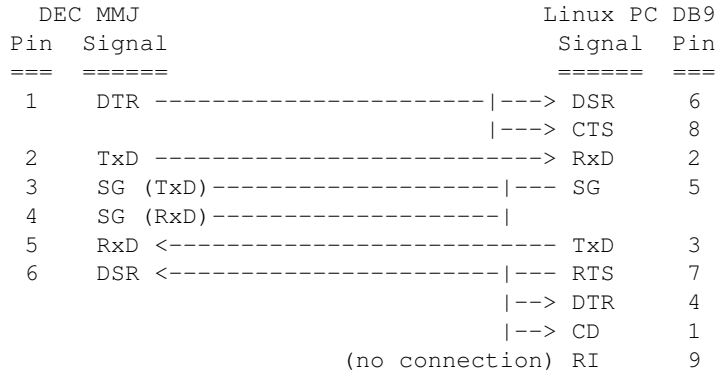 DEC MMJ                              Linux PC DB9
Pin  Signal                             Signal  Pin
===  ======                             ======  ===
 1    DTR -----------------------|---> DSR       6
                                 |---> CTS       8
 2    TxD ---------------------------> RxD       2
 3    SG (TxD)--------------------|--- SG        5
 4    SG (RxD)--------------------|
 5    RxD <--------------------------- TxD       3
 6    DSR <-----------------------|--- RTS       7
                                  |--> DTR       4
                                  |--> CD        1
                       (no connection) RI        9